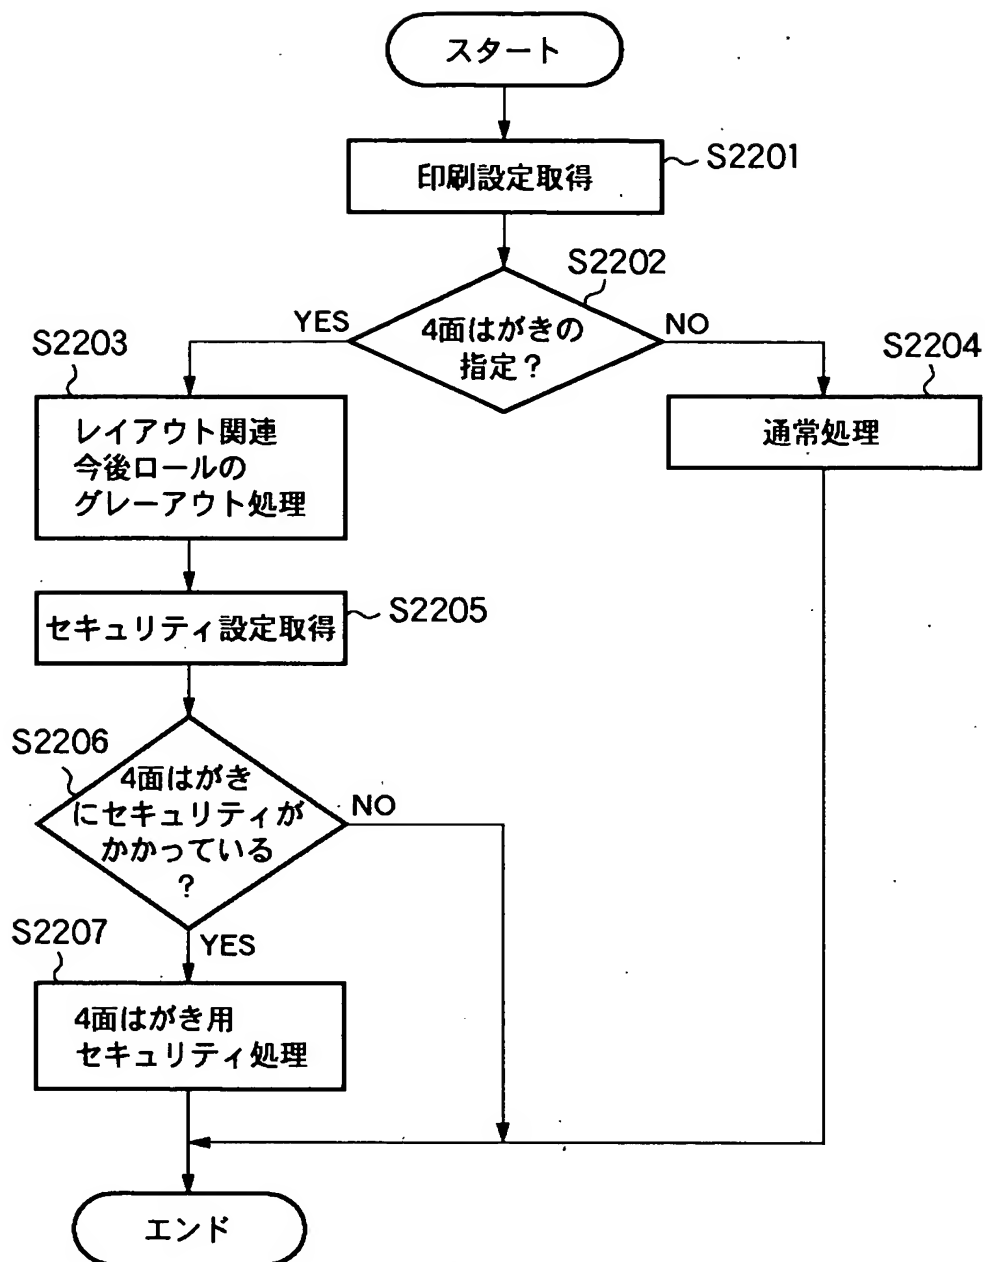 スタート
印刷設定取得
S2201
S2202
4面はがきの
指定?
YES
NO
S2203
レイアウト関連
今後ロールの
グレーアウト処理
S2204
通常処理
セキュリティ設定取得
S2205
S2206
4面はがき
にセキュリティが
かかっている
?
NO
YES
S2207
4面はがき用
セキュリティ処理
エンド